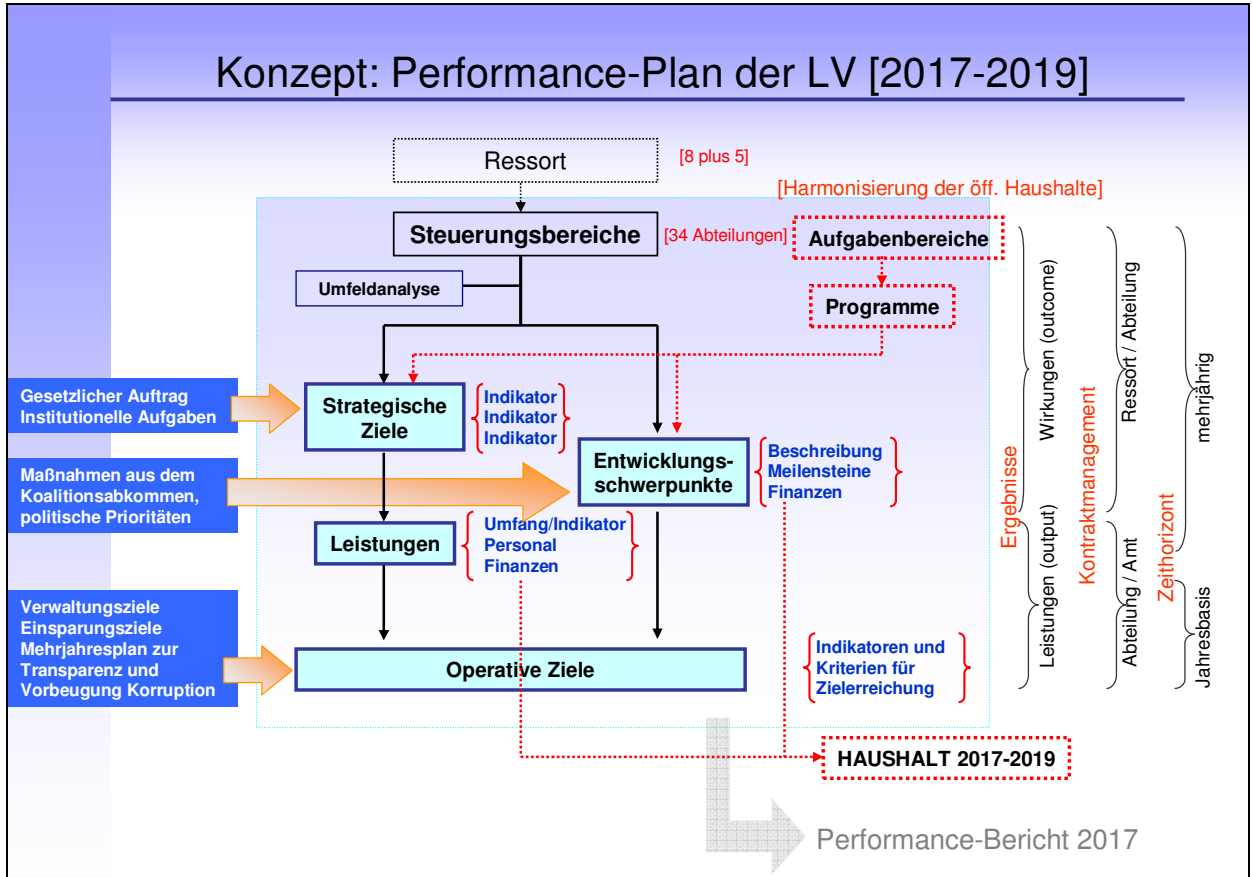 Konzept: Performance-Plan der LV [2017-2019]
Ressort
[8 plus 5]
[Harmonisierung der öff. Haushalte]
Steuerungsbereiche
[34 Abteilungen]
Aufgabenbereiche
Umfeldanalyse
Programme
Gesetzlicher Auftrag
Institutionelle Aufgaben
Strategische
Ziele
Indikator
Indikator
Indikator
Maßnahmen aus dem
Koalitionsabkommen,
politische Prioritäten
Entwicklungs-
schwerpunkte
Beschreibung
Meilensteine
Finanzen
Leistungen
Umfang/Indikator
Personal
Finanzen
Verwaltungsziele
Einsparungsziele
Mehrjahresplan zur
Transparenz und
Vorbeugung Korruption
Operative Ziele
Indikatoren und
Kriterien für
Zielerreichung
Ergebnisse
Wirkungen (outcome)
Leistungen (output)
Kontraktmanagement
Ressort / Abteilung
Abteilung / Amt
Zeithorizont
mehrjährig
Jahresbasis
HAUSHALT 2017-2019
Performance-Bericht 2017